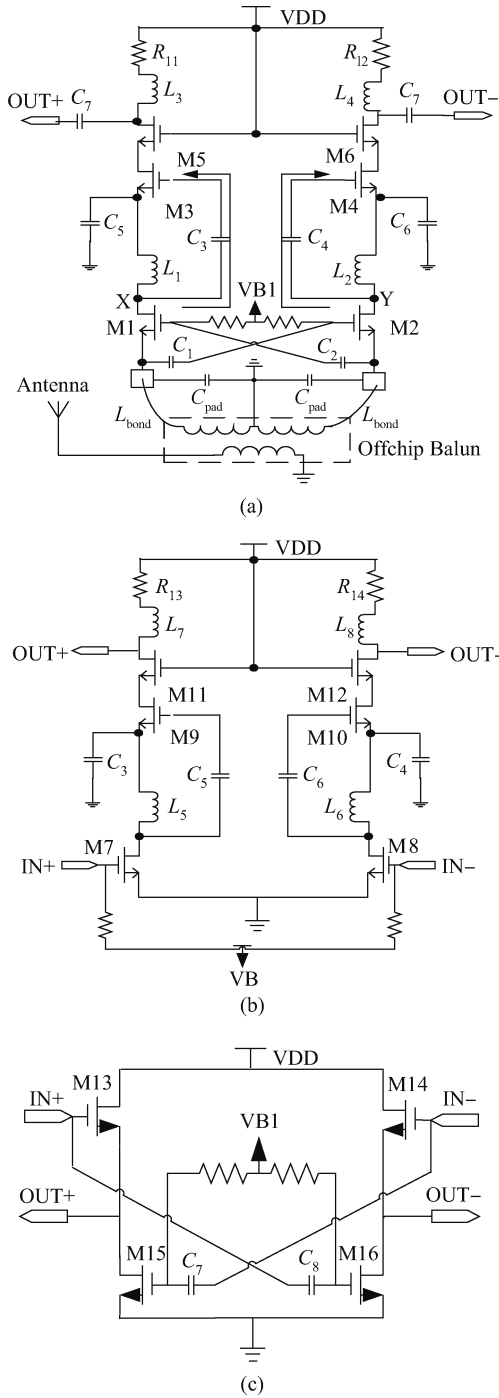 VDD
R11 R12
L3 L4
OUT+ C7 C7 OUT−
M5 M6
M3 M4
C5 C3 C4 C6
L1 L2
X VB1 Y
M1 M2
C1 C2
Antenna Cpad Cpad
Lbond Lbond
Offchip Balun
(a)
VDD
R13 R14
L7 L8
OUT+ OUT-
M11 M12
M9 M10
C3 C5 C6 C4
L5 L6
M7 M8
IN+ IN−
VB
(b)
VDD
M13 M14
IN+ IN−
VB1
OUT+ OUT−
M15 C7 C8 M16
(c)